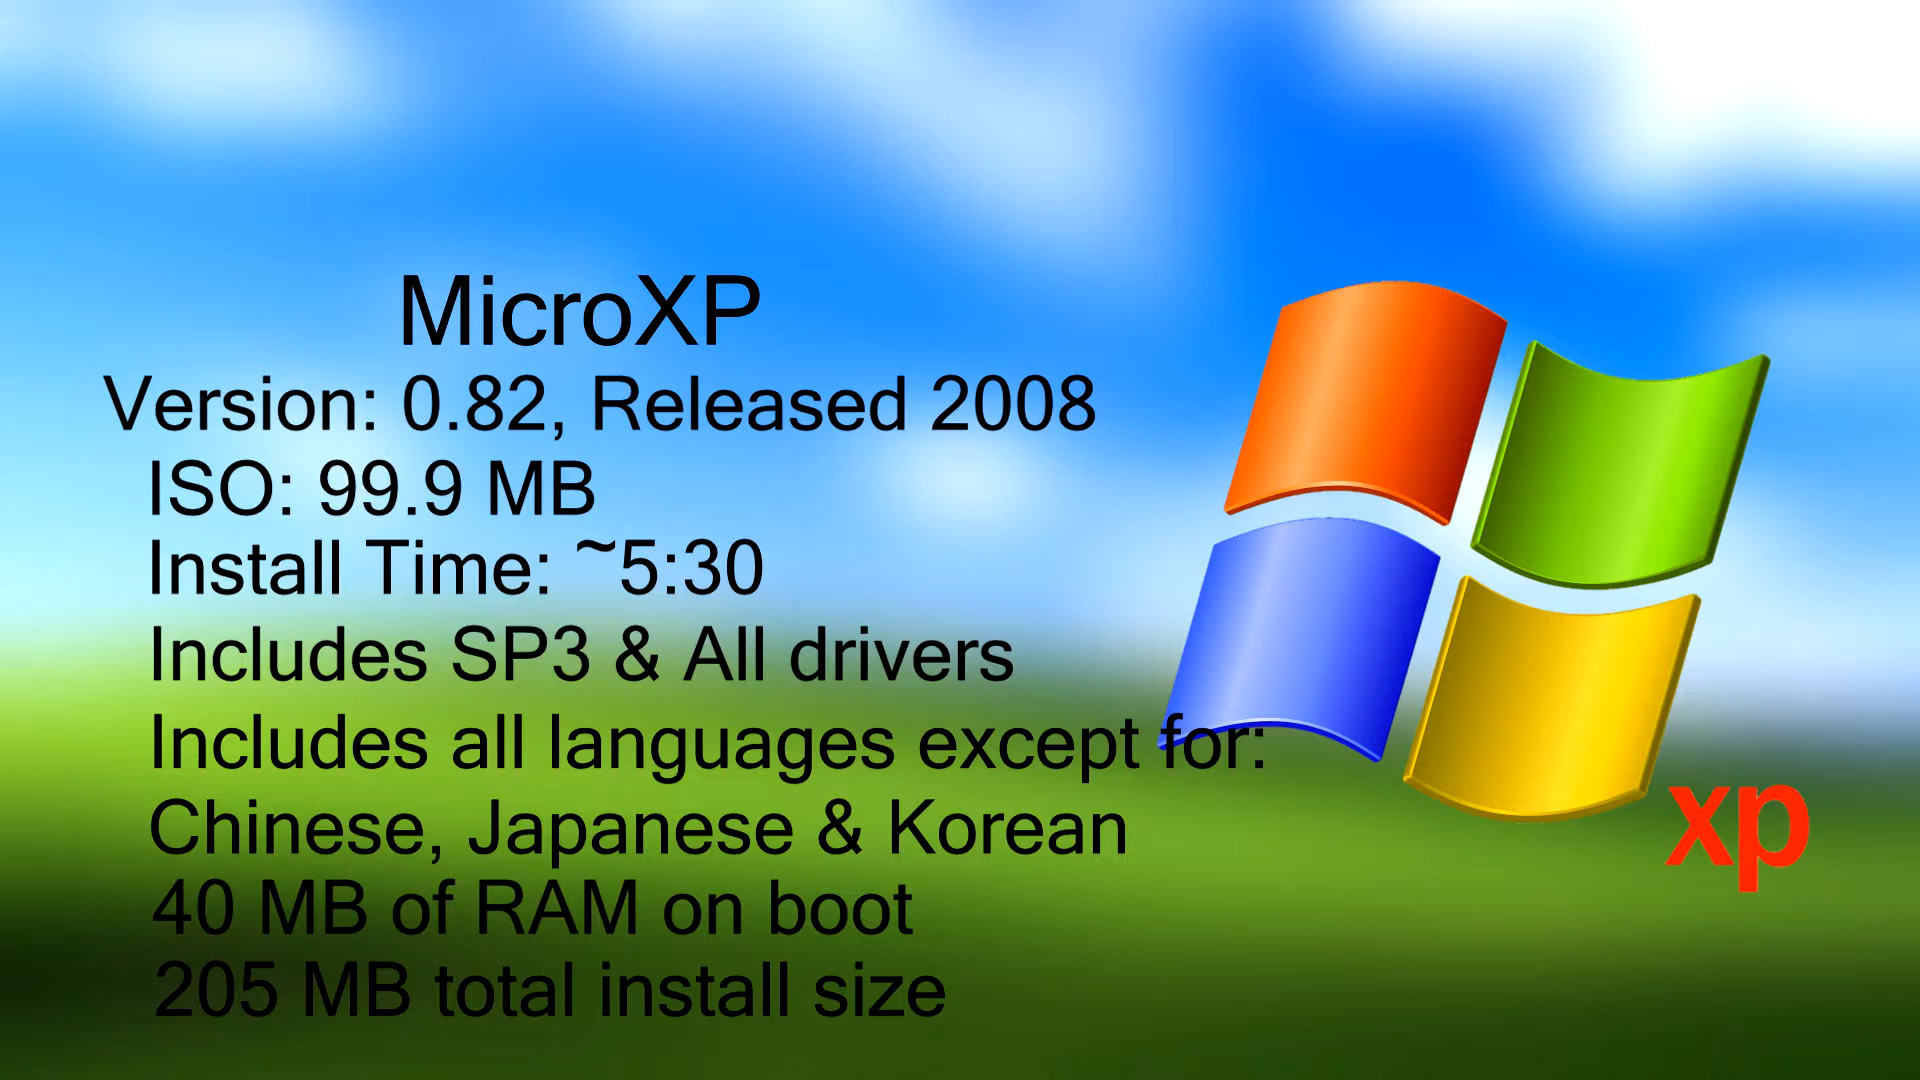 MicroXP
Version: 0.82, Released 2008
ISO: 99.9 MB
Install Time: ~5:30
Includes SP3 & All drivers
Includes all languages except for:
Chinese, Japanese & Korean
40 MB of RAM on boot
205 MB total install size
xp